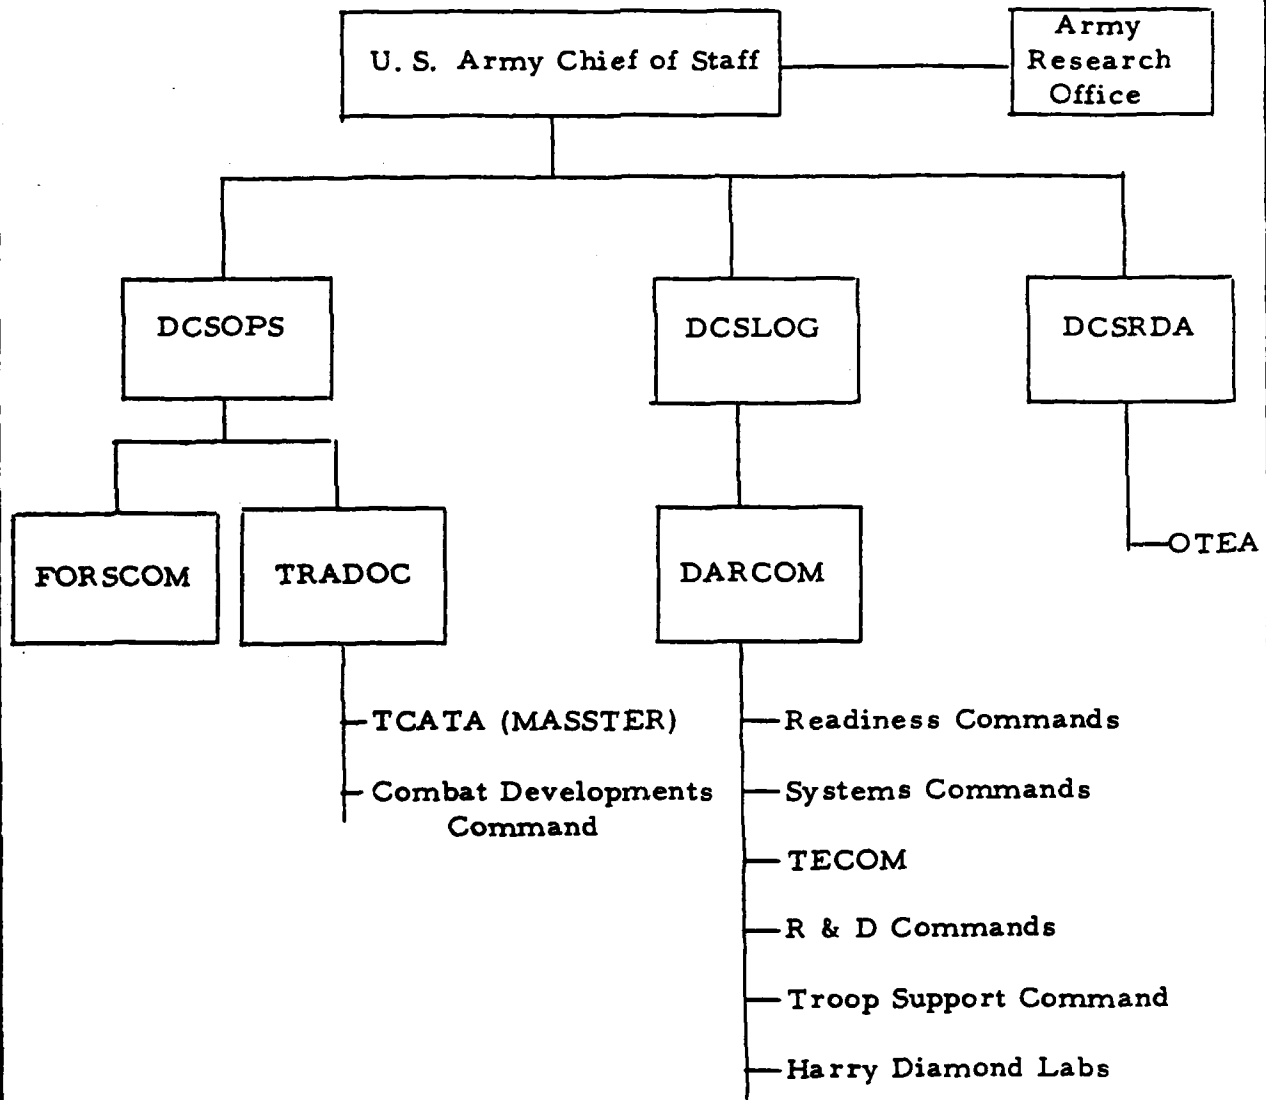 U. S. Army Chief of Staff
Army
Research
Office
DCSOPS
DCSLOG
DCSRDA
FORSCOM
TRADOC
DARCOM
OTEA
TCATA (MASSTER)
Combat Developments
Command
Readiness Commands
Systems Commands
TECOM
R & D Commands
Troop Support Command
Harry Diamond Labs